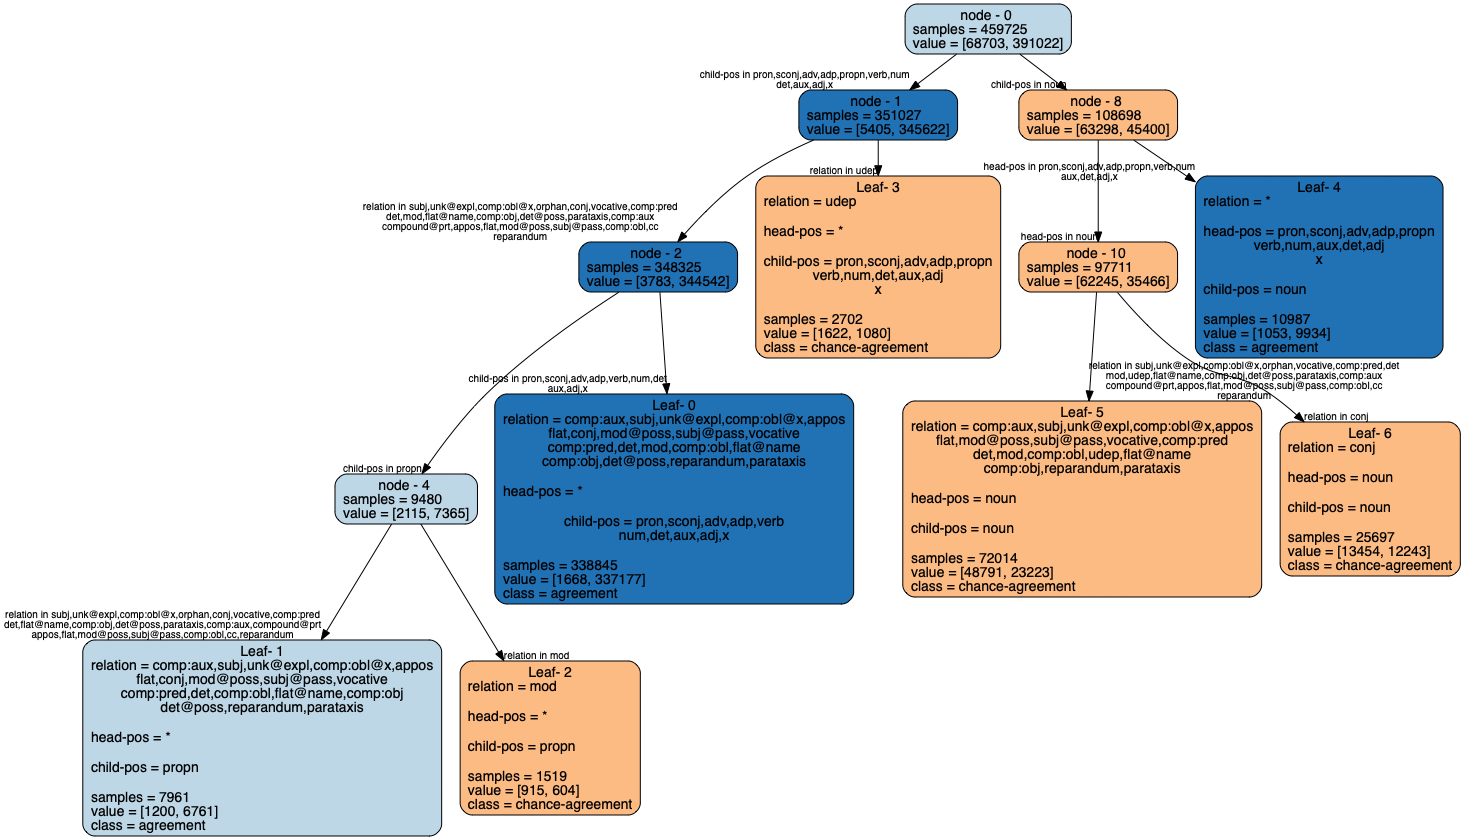 node - 0
samples = 459725
value = [68703, 391022]
child-pos in pron,sconj,adv,adp,propn,verb,num
det,aux,adj,x
child-pos in noun
node - 1
samples = 351027
value = [5405, 345622]
node - 8
samples = 108698
value = [63298, 45400]
relation in udep
head-pos in pron,sconj,adv,adp,propn,verb,num
aux,det,adj,x
Leaf- 3
relation = udep
head-pos = *
child-pos = pron,sconj,adv,adp,propn
verb,num,det,aux,adj
x
samples = 2702
value = [1622, 1080]
class = chance-agreement
Leaf- 4
relation = *
head-pos = pron,sconj,adv,adp,propn
verb,num,aux,det,adj
x
child-pos = noun
samples = 10987
value = [1053, 9934]
class = agreement
relation in subj,unk@expl,comp:obl@x,orphan,conj,vocative,comp:pred
det,mod,flat@name,comp:obj,det@poss,parataxis,comp:aux
compound@prt,appos,flat,mod@poss,subj@pass,comp:obl,cc
reparandum
head-pos in noun
node - 2
samples = 348325
value = [3783, 344542]
node - 10
samples = 97711
value = [62245, 35466]
child-pos in pron,sconj,adv,adp,verb,num,det
aux,adj,x
relation in subj,unk@expl,comp:obl@x,orphan,vocative,comp:pred,det
mod,udep,flat@name,comp:obj,det@poss,parataxis,comp:aux
compound@prt,appos,flat,mod@poss,subj@pass,comp:obl,cc
reparandum
relation in conj
Leaf- 0
relation = comp:aux,subj,unk@expl,comp:obl@x,appos
flat,conj,mod@poss,subj@pass,vocative
comp:pred,det,mod,comp:obl,flat@name
comp:obj,det@poss,reparandum,parataxis
head-pos = *
child-pos = pron,sconj,adv,adp,verb
num,det,aux,adj,x
samples = 338845
value = [1668, 337177]
class = agreement
Leaf- 5
relation = comp:aux,subj,unk@expl,comp:obl@x,appos
flat,mod@poss,subj@pass,vocative,comp:pred
det,mod,comp:obl,udep,flat@name
comp:obj,reparandum,parataxis
head-pos = noun
child-pos = noun
samples = 72014
value = [48791, 23223]
class = chance-agreement
Leaf- 6
relation = conj
head-pos = noun
child-pos = noun
samples = 25697
value = [13454, 12243]
class = chance-agreement
child-pos in propn
node - 4
samples = 9480
value = [2115, 7365]
relation in subj,unk@expl,comp:obl@x,orphan,conj,vocative,comp:pred
det,flat@name,comp:obj,det@poss,parataxis,comp:aux,compound@prt
appos,flat,mod@poss,subj@pass,comp:obl,cc,reparandum
relation in mod
Leaf- 1
relation = comp:aux,subj,unk@expl,comp:obl@x,appos
flat,conj,mod@poss,subj@pass,vocative
comp:pred,det,comp:obl,flat@name,comp:obj
det@poss,reparandum,parataxis
head-pos = *
child-pos = propn
samples = 7961
value = [1200, 6761]
class = agreement
Leaf- 2
relation = mod
head-pos = *
child-pos = propn
samples = 1519
value = [915, 604]
class = chance-agreement